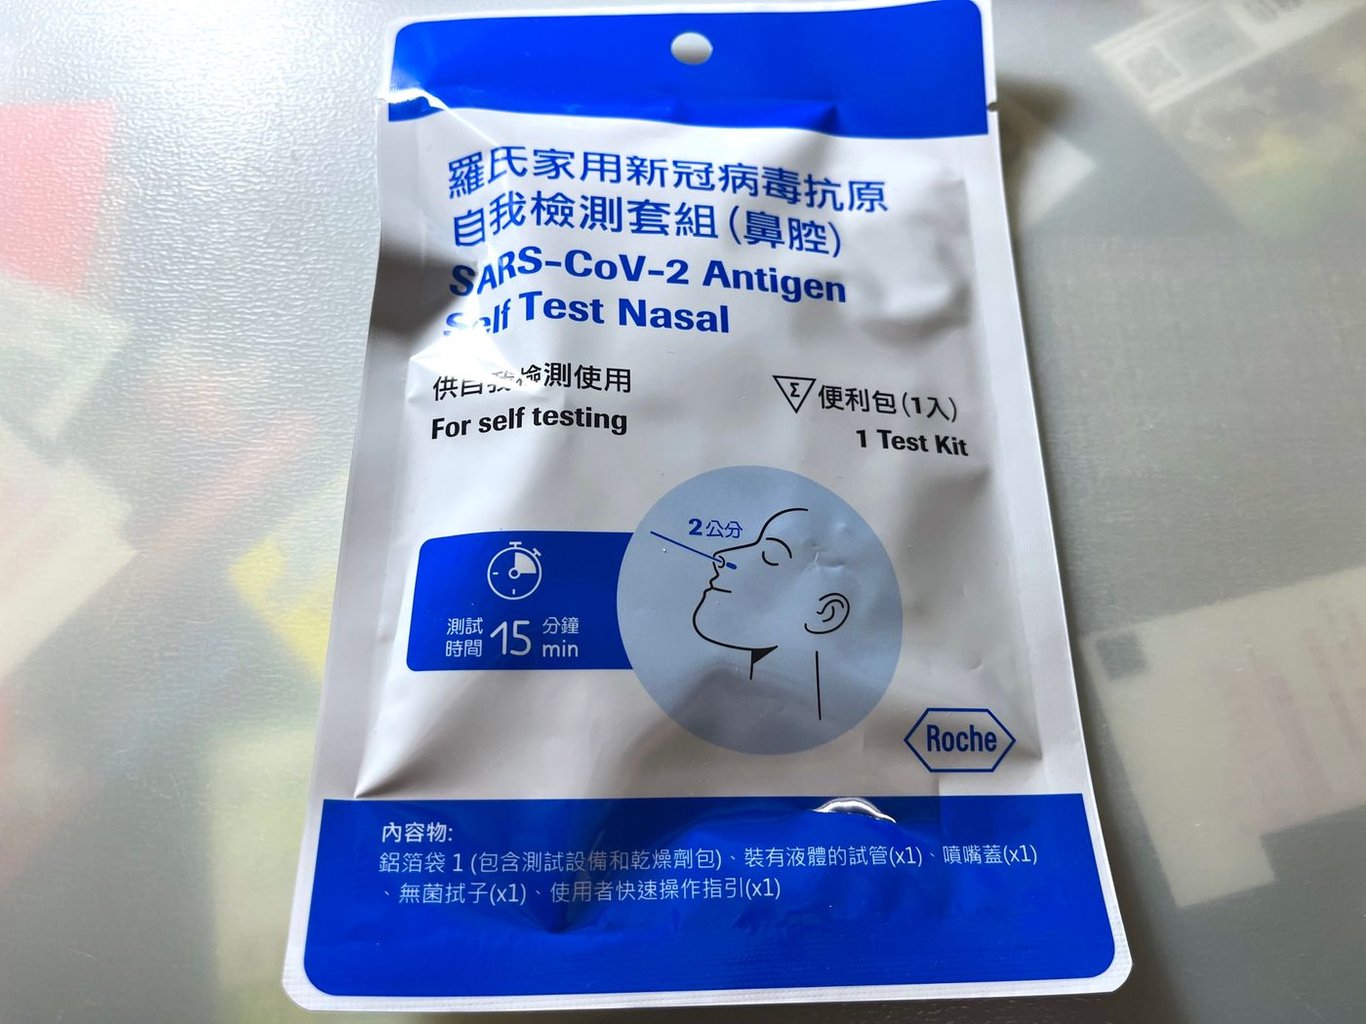 羅氏家用新冠病毒抗原
自我檢測套組(鼻腔)
SARS-CoV-2 Antigen
Self Test Nasal
供自我檢測使用
For self testing
Σ 便利包(1入)
1 Test Kit
2公分
測試時間 15 分鐘 min
Roche
內容物:
鋁箔袋 1 (包含測試設備和乾燥劑包)、裝有液體的試管(x1)、噴嘴蓋(x1)
、無菌拭子(x1)、使用者快速操作指引(x1)